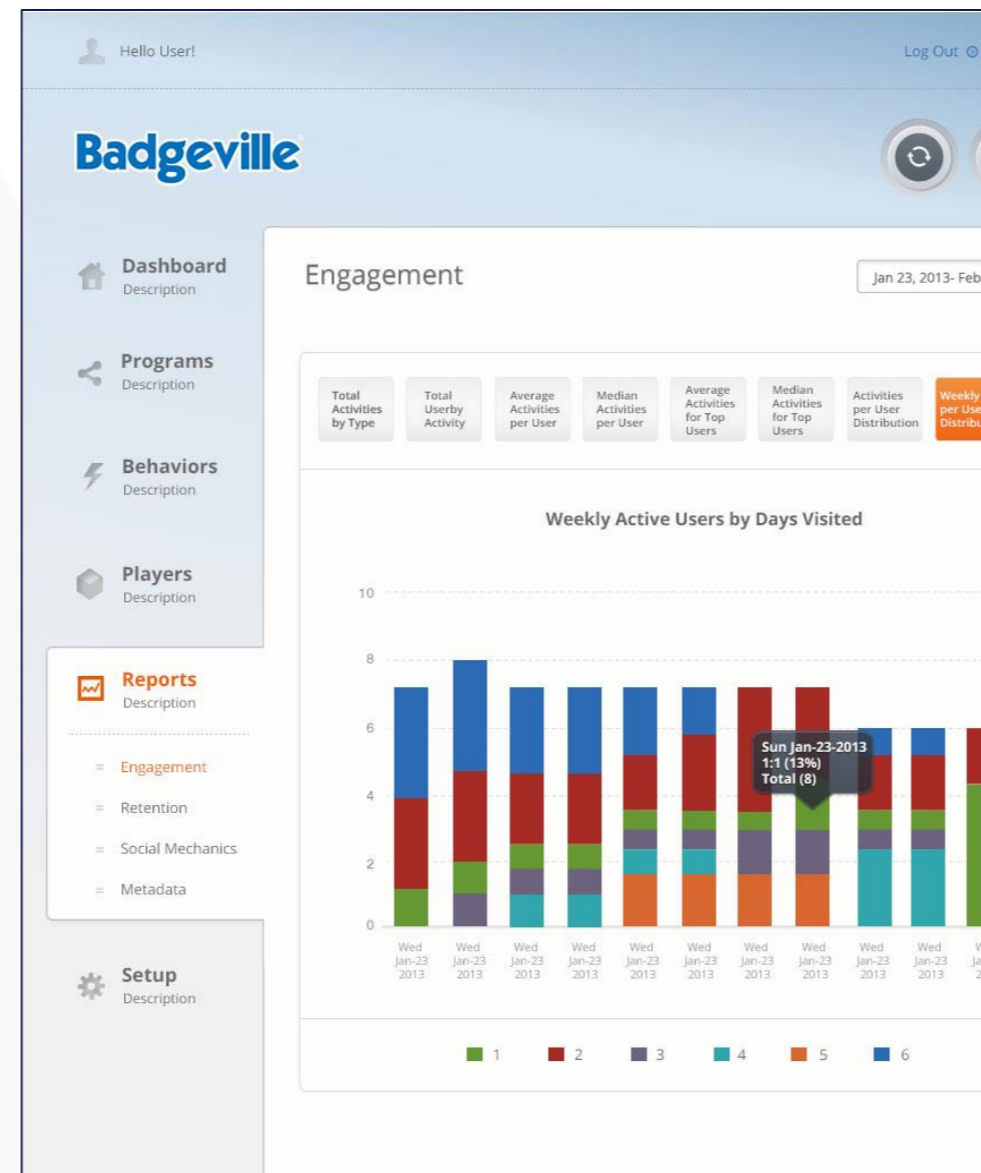 Hello User!
Log Out
Badgeville
Dashboard
Description
Programs
Description
Behaviors
Description
Players
Description
Reports
Description
Engagement
Retention
Social Mechanics
Metadata
Setup
Description
Engagement
Jan 23, 2013- Feb
Total
Activities
by Type
Total
Userby
Activity
Average
Activities
per User
Median
Activities
per User
Average
Activities
for Top
Users
Median
Activities
for Top
Users
Activities
per User
Distribution
Weekly
per
Weekly Active Users by Days Visited
10
8
6
4
2
0
Sun Jan-23-2013
1:1 (13%)
Total (8)
Wed
Jan-23
2013
Wed
Jan-23
2013
Wed
Jan-23
2013
Wed
Jan-23
2013
Wed
Jan-23
2013
Wed
Jan-23
2013
Wed
Jan-23
2013
Wed
Jan-23
2013
Wed
Jan-23
2013
Wed
Jan-23
2013
1
2
3
4
5
6